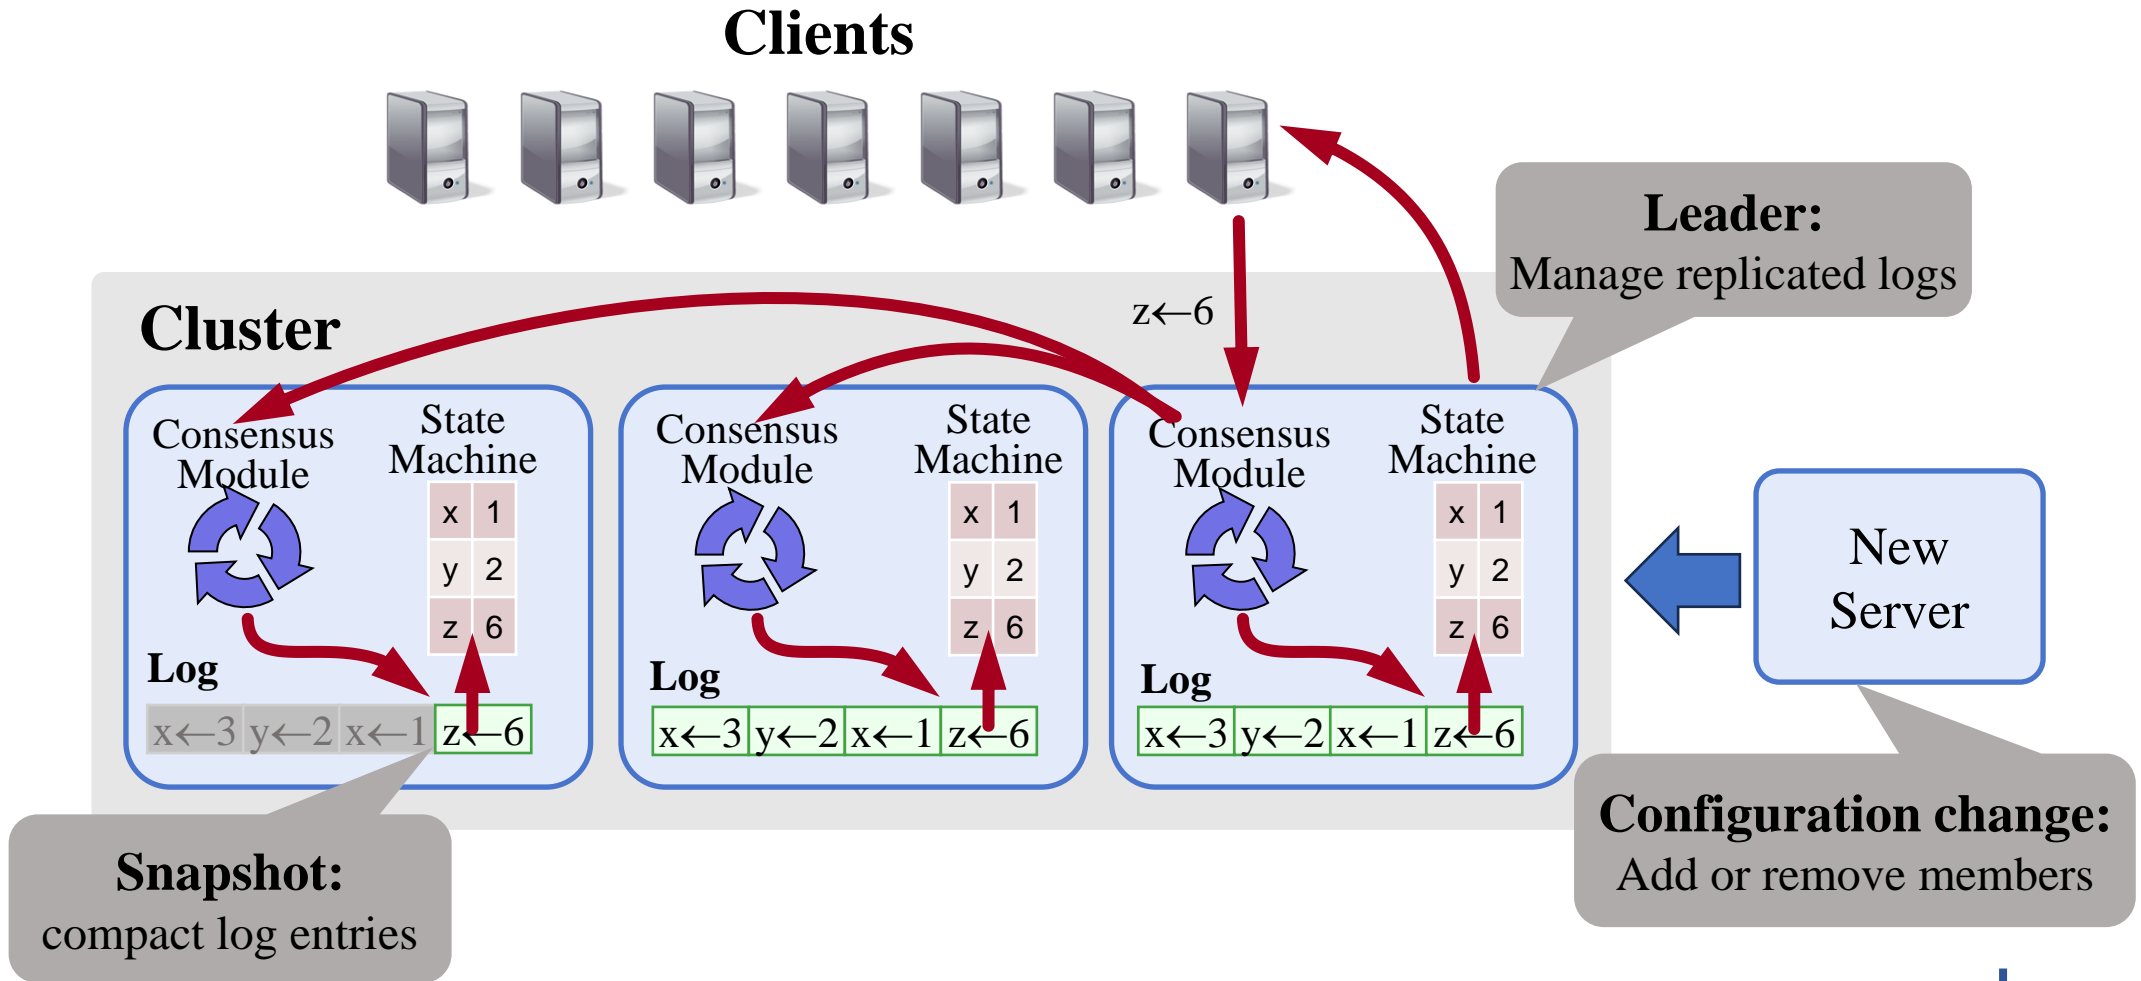 Clients
Leader:
Manage replicated logs
z←6
Cluster
Consensus
Module
State
Machine
x 1
y 2
z 6
Log
x←3 y←2 x←1 z←6
Consensus
Module
State
Machine
x 1
y 2
z 6
Log
x←3 y←2 x←1 z←6
Consensus
Module
State
Machine
x 1
y 2
z 6
Log
x←3 y←2 x←1 z←6
New
Server
Snapshot:
compact log entries
Configuration change:
Add or remove members